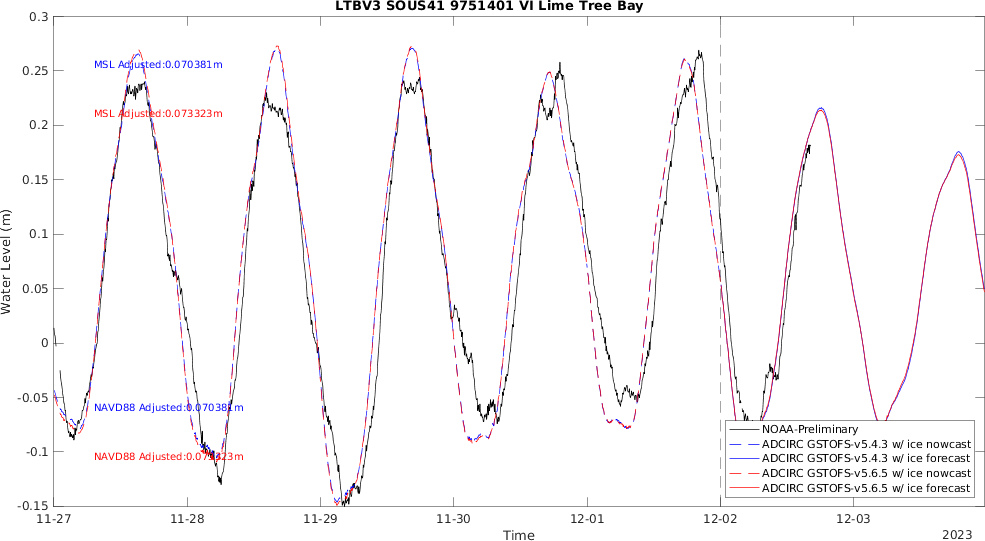 LTBV3 SOUS41 9751401 VI Lime Tree Bay
0.3
0.25
0.2
0.15
0.1
0.05
0
-0.05
-0.1
-0.15
Water Level (m)
MSL Adjusted:0.070381m
MSL Adjusted:0.073323m
NAVD88 Adjusted:0.070381m
NAVD88 Adjusted:0.073323m
NOAA-Preliminary
ADCIRC GSTOFS-v5.4.3 w/ ice nowcast
ADCIRC GSTOFS-v5.4.3 w/ ice forecast
ADCIRC GSTOFS-v5.6.5 w/ ice nowcast
ADCIRC GSTOFS-v5.6.5 w/ ice forecast
11-27
11-28
11-29
11-30
12-01
12-02
12-03
Time
2023